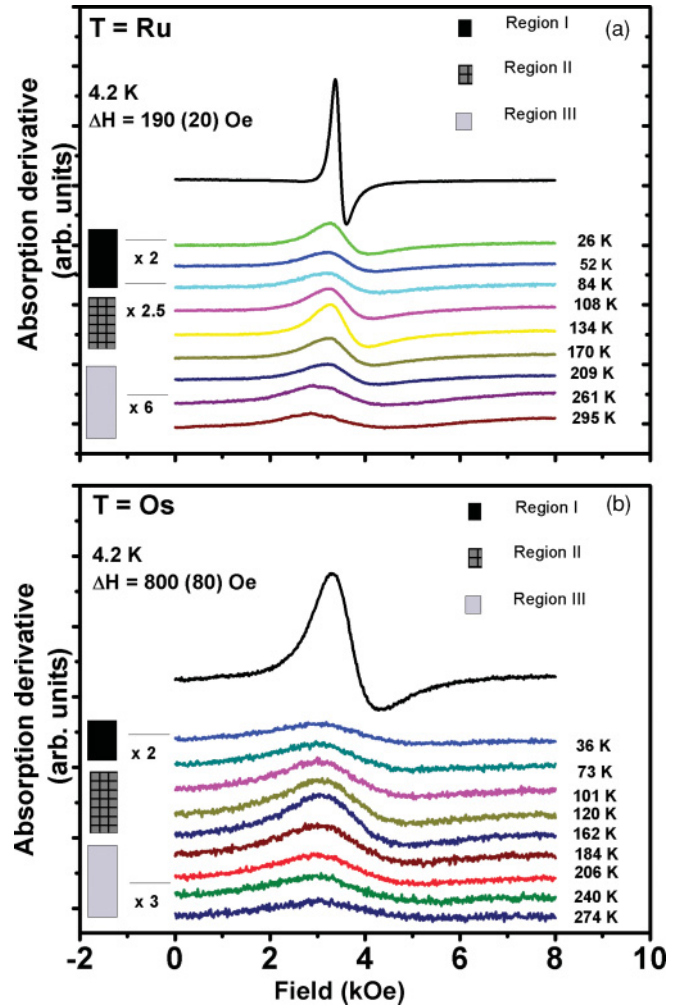 T = Ru
Region I
(a)
Region II
4.2 K
ΔH = 190 (20) Oe
Region III
Absorption derivative
(arb. units)
26 K
x 2
52 K
84 K
x 2.5
108 K
134 K
170 K
209 K
x 6
261 K
295 K
T = Os
Region I
(b)
4.2 K
Region II
ΔH = 800 (80) Oe
Region III
Absorption derivative
(arb. units)
x 2
36 K
73 K
101 K
120 K
162 K
184 K
206 K
x 3
240 K
274 K
-2 0 2 4 6 8 10
Field (kOe)